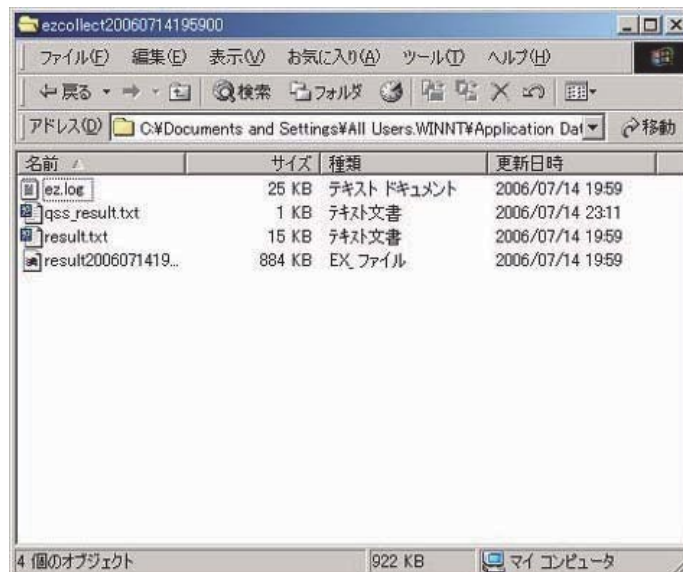 ezcollect20060714195900
ファイル(F) 編集(E) 表示(V) お気に入り(A) ツール(T) ヘルプ(H)
戻る 検索 フォルダ
アドレス(D) C:¥Documents and Settings¥All Users.WINNT¥Application Dat 移動
名前 サイズ 種類 更新日時
ez.log 25 KB テキスト ドキュメント 2006/07/14 19:59
qss_result.txt 1 KB テキスト文書 2006/07/14 23:11
result.txt 15 KB テキスト文書 2006/07/14 19:59
result2006071419... 884 KB EX_ファイル 2006/07/14 19:59
4 個のオブジェクト 922 KB マイ コンピュータ